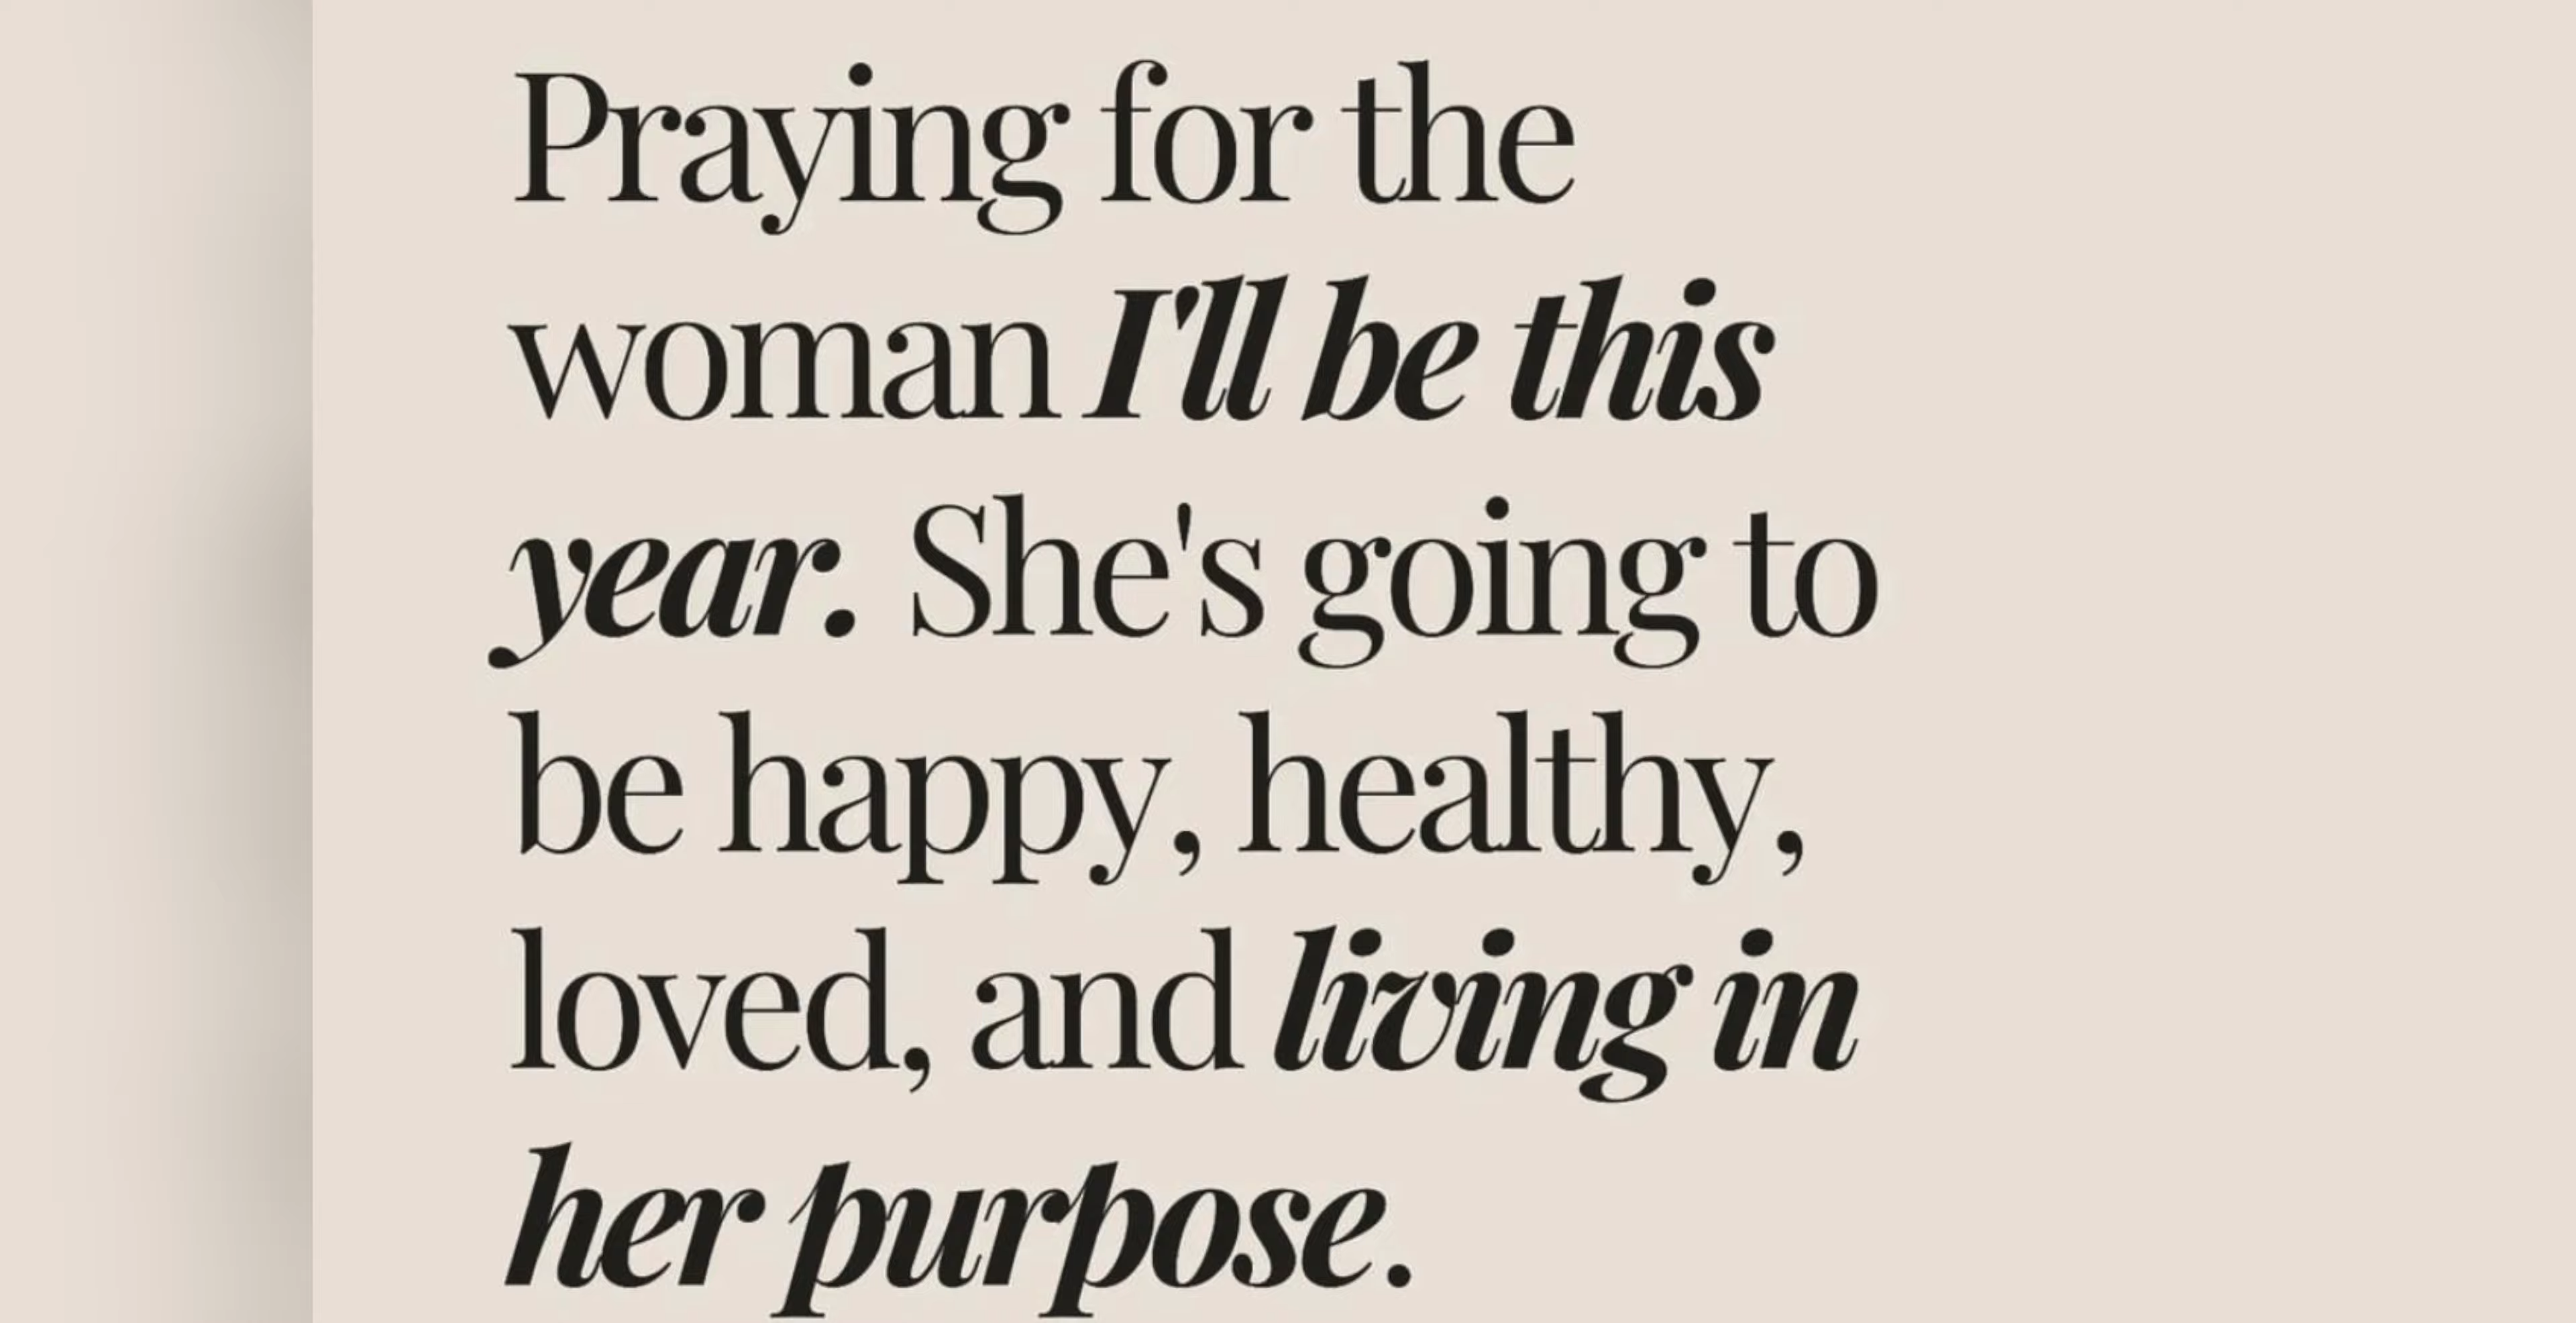 Praying for the
woman I'll be this
year. She's going to
be happy, healthy,
loved, and living in
her purpose.